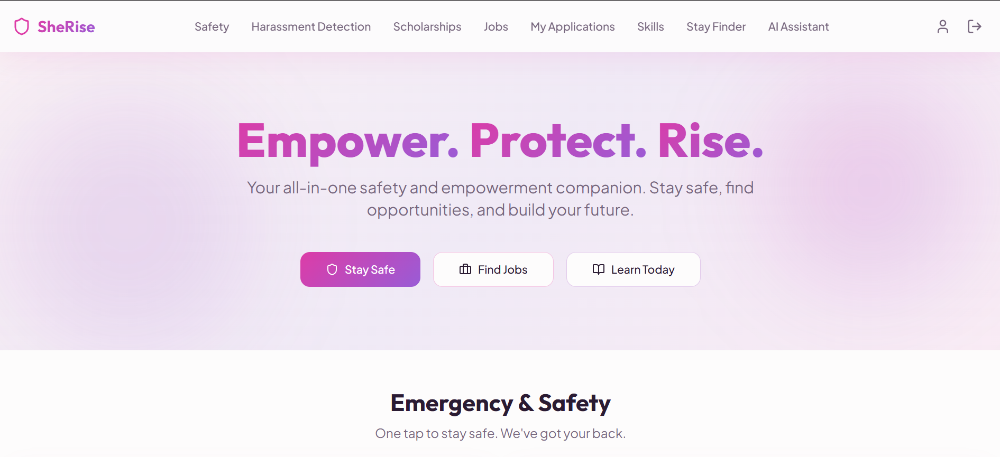 SheRise
Safety
Harassment Detection
Scholarships
Jobs
My Applications
Skills
Stay Finder
AI Assistant
Empower. Protect. Rise.
Your all-in-one safety and empowerment companion. Stay safe, find
opportunities, and build your future.
Stay Safe
Find Jobs
Learn Today
Emergency & Safety
One tap to stay safe. We've got your back.